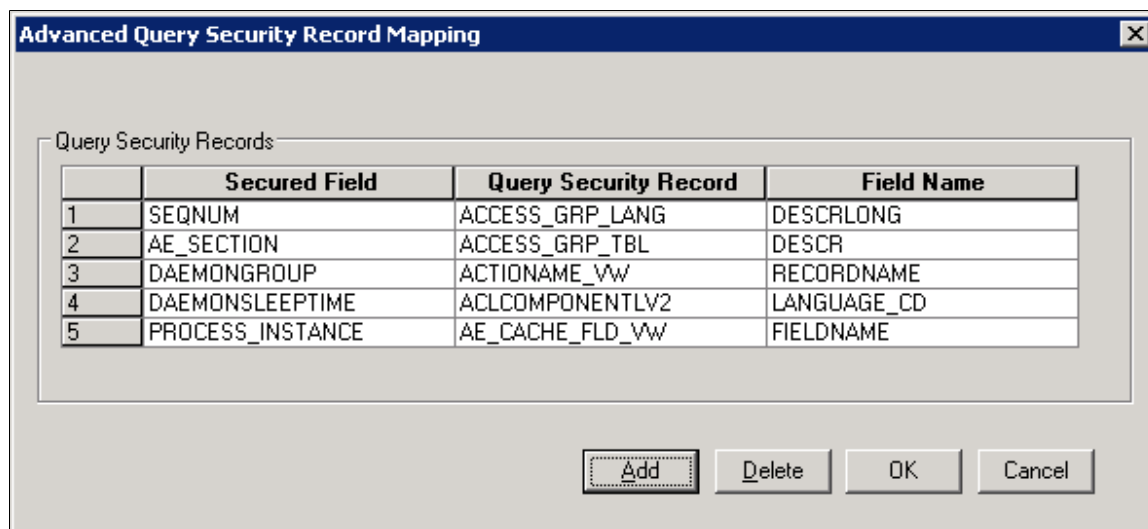 Advanced Query Security Record Mapping
Query Security Records
Secured Field Query Security Record Field Name
1 SEQNUM ACCESS_GRP_LANG DESCRLONG
2 AE_SECTION ACCESS_GRP_TBL DESCR
3 DAEMONGROUP ACTIONAME_VW RECORDNAME
4 DAEMONSLEEPTIME ACLCOMPONENTLV2 LANGUAGE_CD
5 PROCESS_INSTANCE AE_CACHE_FLD_VW FIELDNAME
Add Delete OK Cancel